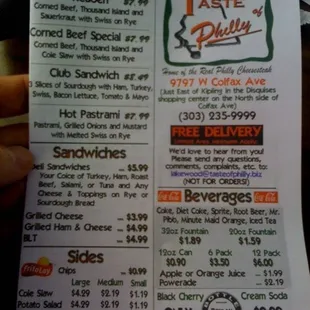 Corned Beef, Thousand Island and
Sauerkraut with Swiss on Rye
Corned Beef Special $7.99
Corned Beef, Thousand Island and
Cole Slaw with Swiss on Rye
Club Sandwich $8.49
3 Slices of Sourdough with Ham, Turkey,
Swiss, Bacon Lettuce, Tomato & Mayo
Hot Pastrami $7.99
Pastrami, Grilled Onions and Mustard
with Melted Swiss on Rye
Sandwiches
Deli Sandwiches $5.99
Your Choice of Turkey, Ham, Roast
Beef, Salami, or Tuna and Any
Cheese & Toppings on Rye or
Sourdough Bread
Grilled Cheese $3.99
Grilled Ham & Cheese $4.99
BLT $4.99
Sides
Chips $0.99
Large Medium Small
Cole Slaw $4.29 $2.19 $1.19
Potato Salad $4.29 $2.19 $1.19
TASTE
of
Philly
Home of the Real Philly Cheesesteak
9797 W Colfax Ave
(Just East of Kipling in the Disquises
shopping center on the North side of
Colfax Ave)
(303) 235-9999
FREE DELIVERY
We'd love to hear from you!
Please send any questions,
comments, complaints, etc. to:
lakewood@tasteofphilly.biz
(NOT FOR ORDERS!)
Beverages
Coke, Diet Coke, Sprite, Root Beer, Mr.
Pibb, Minute Maid Orange, Iced Tea
32oz Fountain 20oz Fountain
$1.89 $1.59
12oz Can 6 Pack 12 Pack
$0.90 $3.50 $6.00
Apple or Orange Juice $1.99
Powerade $2.19
Black Cherry Cream Soda